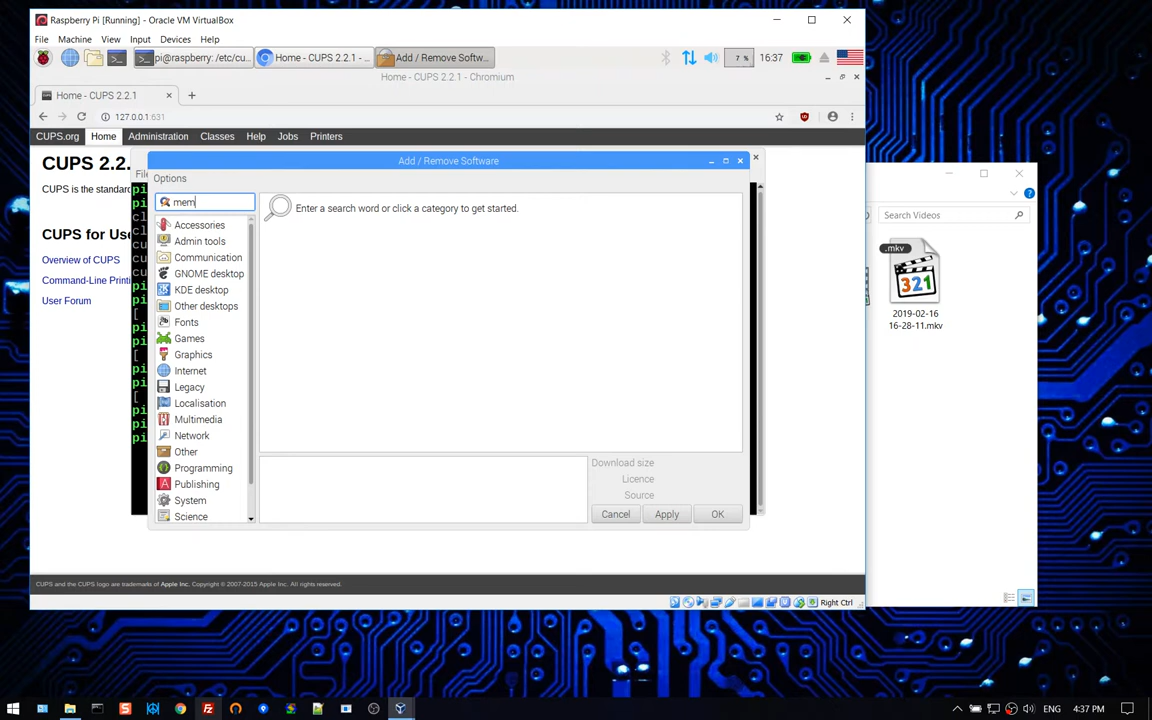 Raspberry Pi [Running] - Oracle VM VirtualBox
File Machine View Input Devices Help
pi@raspberry: /etc/cu... Home - CUPS 2.2.1 - ... Add / Remove Softw... 7 % 16:37
Home - CUPS 2.2.1 - Chromium
Home - CUPS 2.2.1
127.0.0.1:631
CUPS.org Home Administration Classes Help Jobs Printers
CUPS 2.2.
CUPS is the standard
CUPS for Use
Overview of CUPS
Command-Line Printi
User Forum
Add / Remove Software
Options
mem
Accessories
Admin tools
Communication
GNOME desktop
KDE desktop
Other desktops
Fonts
Games
Graphics
Internet
Legacy
Localisation
Multimedia
Network
Other
Programming
Publishing
System
Science
Enter a search word or click a category to get started.
Download size
Licence
Source
Cancel Apply OK
CUPS and the CUPS logo are trademarks of Apple Inc. Copyright © 2007-2015 Apple Inc. All rights reserved.
Right Ctrl
Search Videos
.mkv
321
2019-02-16
16-28-11.mkv
ENG 4:37 PM